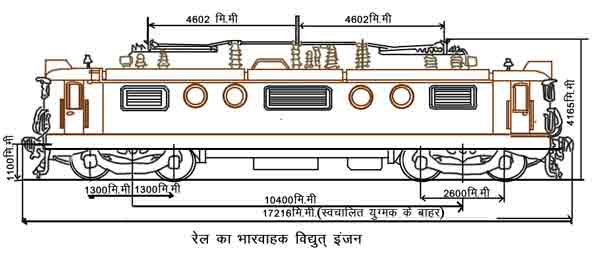 4602 मि.मी
4602 मि.मी
4165मि.मी
1100मि.मी
1300मि.मी
1300मि.मी
2600मि.मी
10400मि.मी
17216मि.मी.(स्वचालित युग्मक के बाहर)
रेल का भारवाहक विद्युत् इंजन